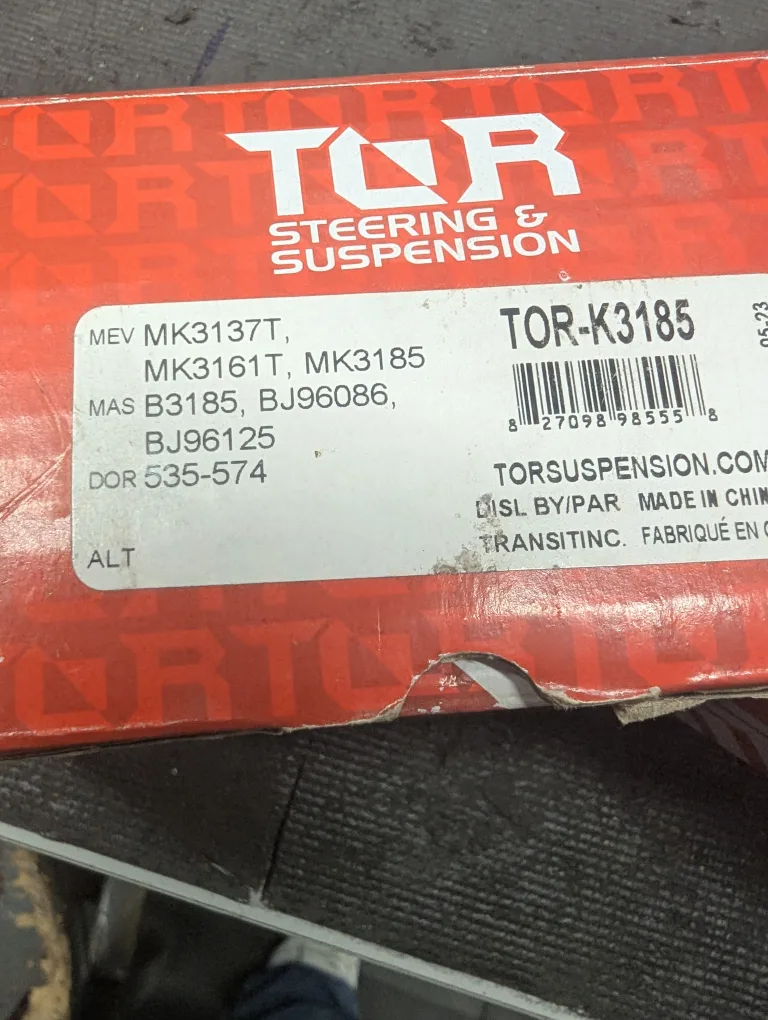 TOR
STEERING &
SUSPENSION
MEV MK3137T,
MK3161T, MK3185
MAS B3185, BJ96086,
BJ96125
DOR 535-574
ALT
TOR-K3185
05-23
8 27098 98555 8
TORSUSPENSION.COM
DISL BY/PAR MADE IN CHIN
TRANSITINC. FABRIQUÉ EN C